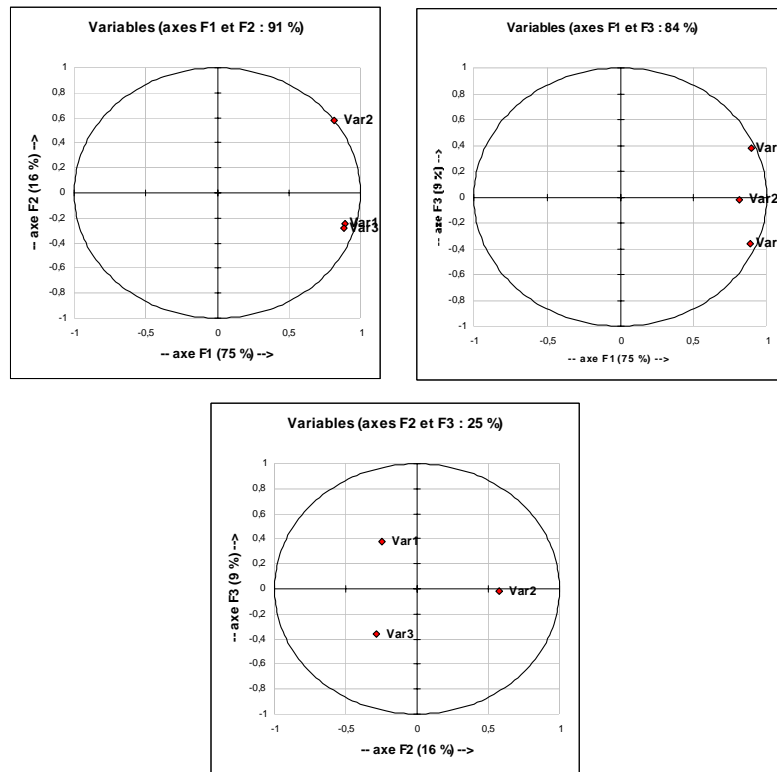 Variables (axes F1 et F2 : 91 %)
1
0,8
0,6
0,4
0,2
0
-0,2
-0,4
-0,6
-0,8
-1
-1
-0,5
0
0,5
1
-- axe F1 (75 %) -->
-- axe F2 (16 %) -->
Var2
Var1
Var3
Variables (axes F1 et F3 : 84 %)
1
0,8
0,6
0,4
0,2
0
-0,2
-0,4
-0,6
-0,8
-1
-1
-0,5
0
0,5
1
-- axe F1 (75 %) -->
-- axe F3 (9 %) -->
Var
Var2
Var
Variables (axes F2 et F3 : 25 %)
1
0,8
0,6
0,4
0,2
0
-0,2
-0,4
-0,6
-0,8
-1
-1
-0,5
0
0,5
1
-- axe F2 (16 %) -->
-- axe F3 (9 %) -->
Var1
Var2
Var3